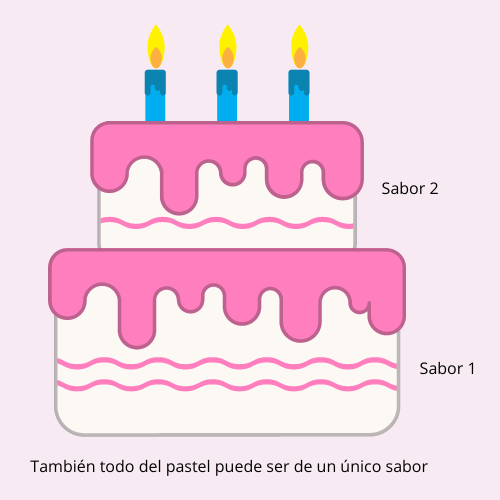 Sabor 2
Sabor 1
También todo del pastel puede ser de un único sabor